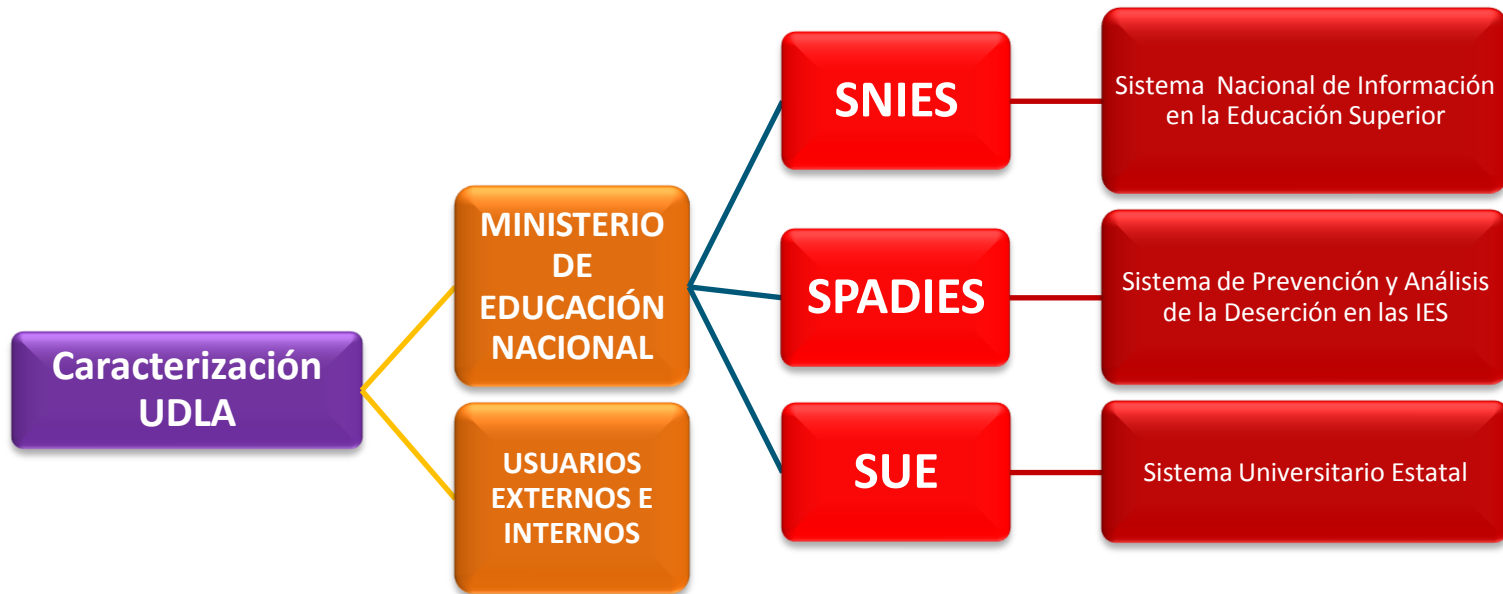 Caracterización
UDLA
MINISTERIO
DE
EDUCACIÓN
NACIONAL
USUARIOS
EXTERNOS E
INTERNOS
SNIES
Sistema Nacional de Información
en la Educación Superior
SPADIES
Sistema de Prevención y Análisis
de la Deserción en las IES
SUE
Sistema Universitario Estatal